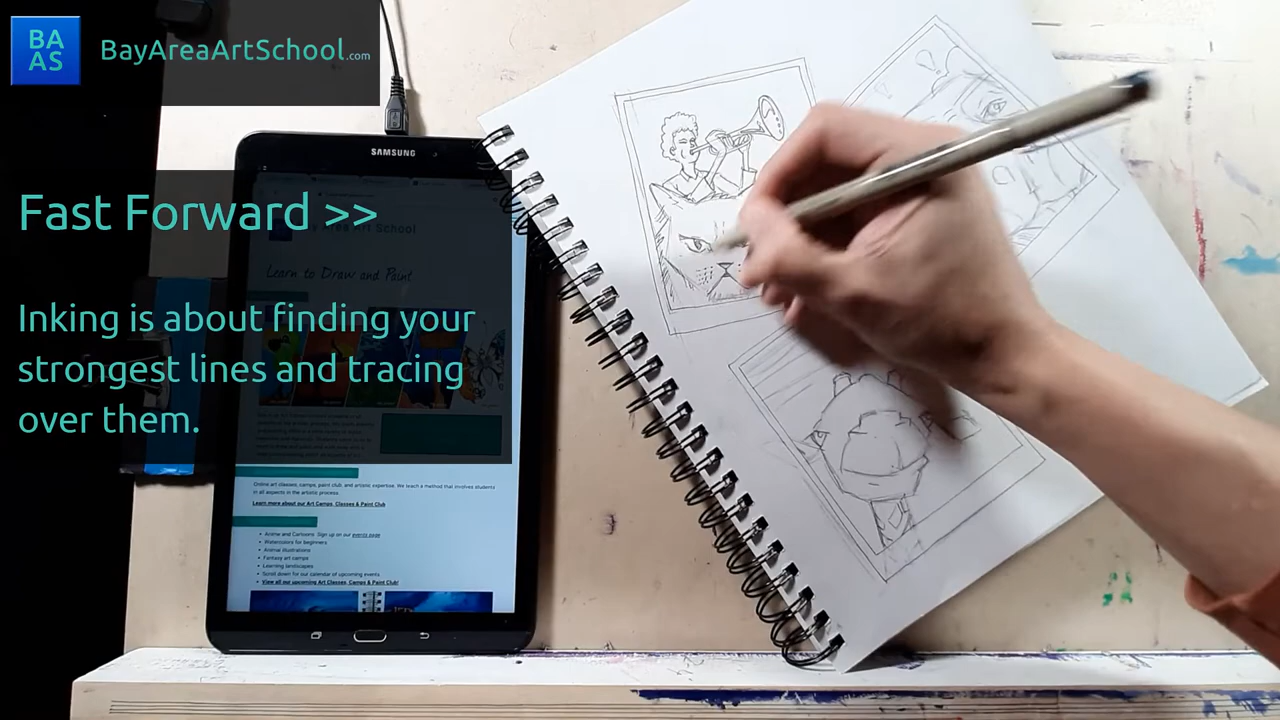 BA
AS
BayAreaArtSchool.com
SAMSUNG
Fast Forward >>
Bay Area Art School
Learn to Draw and Paint
Inking is about finding your
strongest lines and tracing
over them.
Online art classes, camps, paint club, and artistic expertise. We teach a method that involves students
in all aspects in the artistic process.
Learn more about our Art Camps, Classes & Paint Club
Anime and Cartoons: Sign up on our events page
Watercolors for beginners
Animal illustrations
Fantasy art camps
Learning landscapes
Scroll down for our calendar of upcoming events
View all our upcoming Art Classes, Camps & Paint Club!